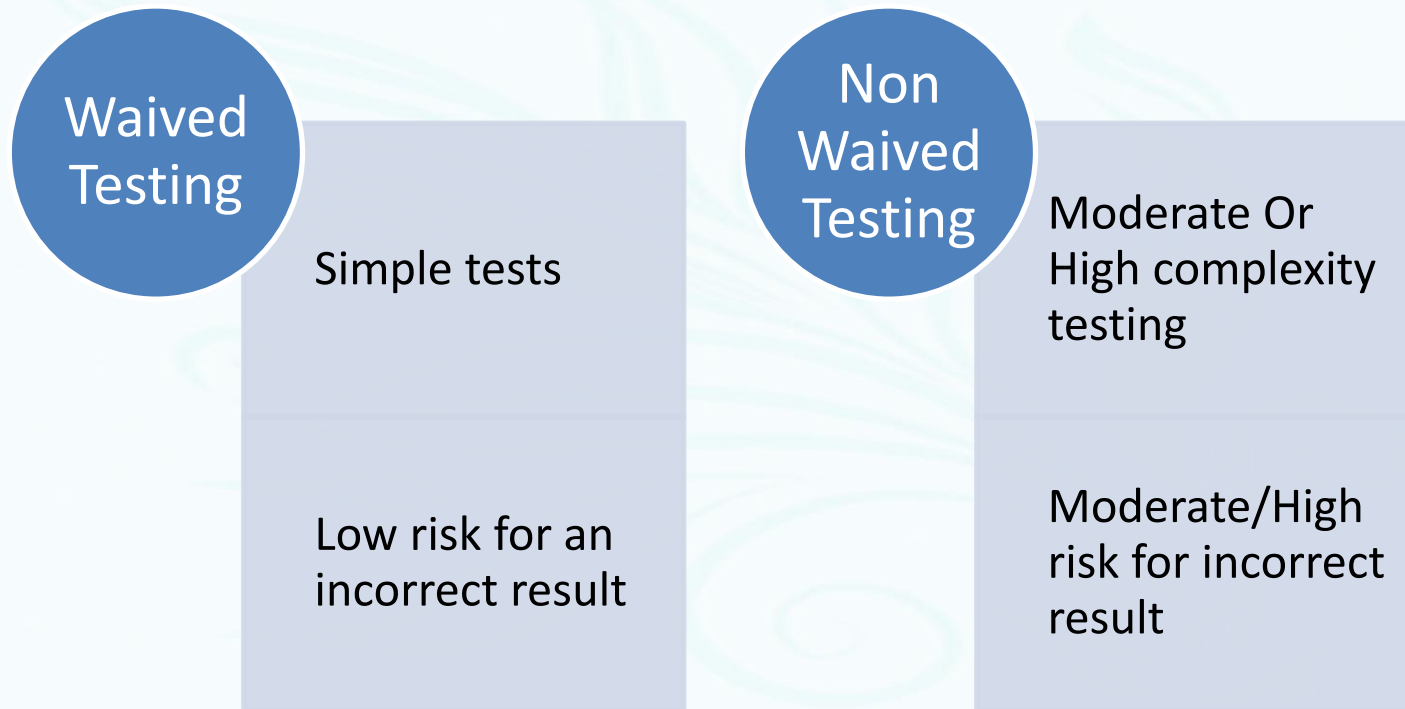 Waived
Testing
Simple tests
Low risk for an
incorrect result
Non
Waived
Testing
Moderate Or
High complexity
testing
Moderate/High
risk for incorrect
result